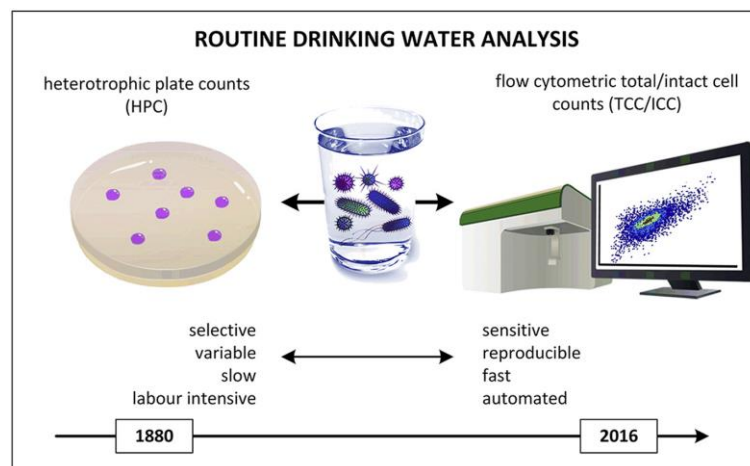 ROUTINE DRINKING WATER ANALYSIS
heterotrophic plate counts
(HPC)
flow cytometric total/intact cell
counts (TCC/ICC)
selective
variable
slow
labour intensive
sensitive
reproducible
fast
automated
1880
2016